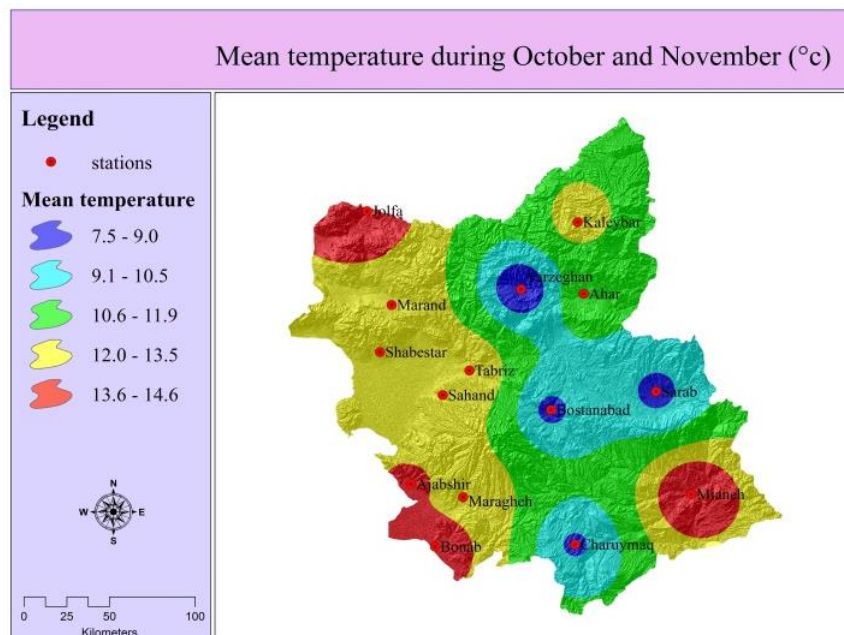 Mean temperature during October and November (°c)
Legend
stations
Mean temperature
7.5 - 9.0
9.1 - 10.5
10.6 - 11.9
12.0 - 13.5
13.6 - 14.6
N
W E
S
0 25 50 100
Kilometers
Jolfa
Kaleybar
Varzeghan
Ahar
Marand
Shabestar
Tabriz
Sahand
Sarab
Bostanabad
Ajabshir
Maragheh
Mianeh
Bonab
Charuymaq